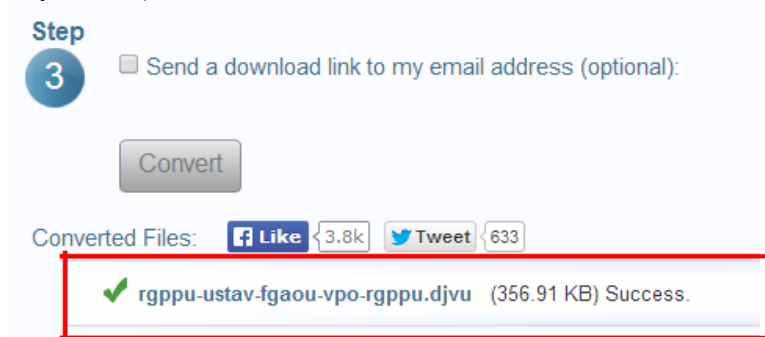 Step
3
Send a download link to my email address (optional):
Convert
Converted Files: Like 3.8k Tweet 633
rgppu-ustav-fgaou-vpo-rgppu.djvu (356.91 KB) Success.